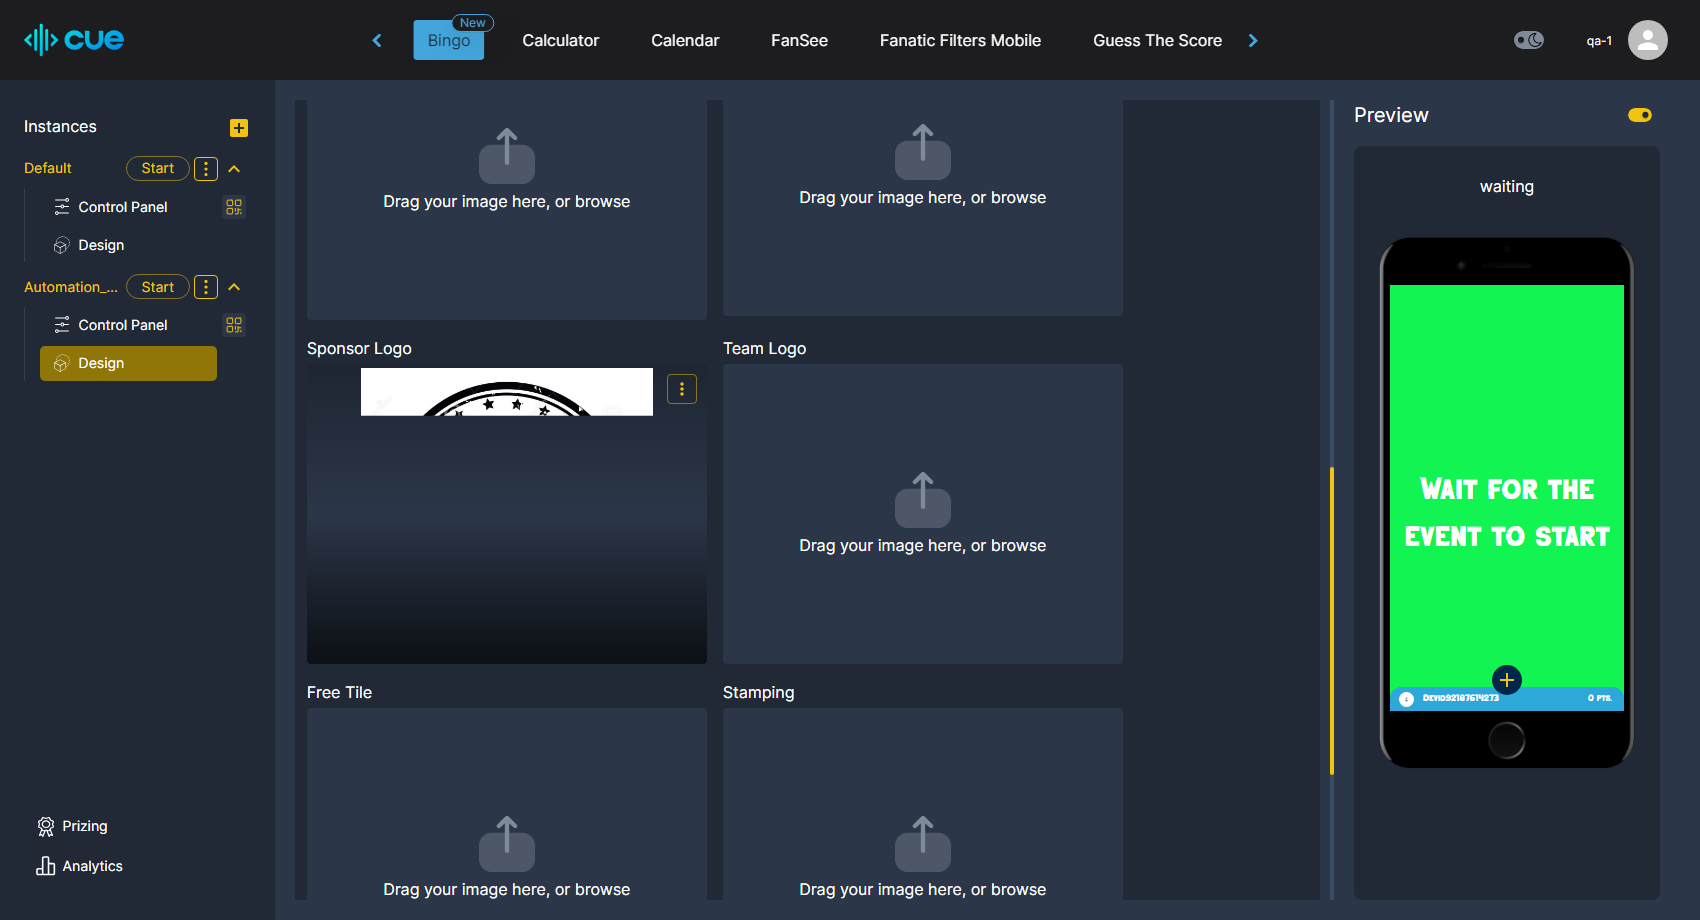 cue
Bingo
New
Calculator
Calendar
FanSee
Fanatic Filters Mobile
Guess The Score
qa-1
Instances
Default
Start
Control Panel
Design
Automation_...
Start
Control Panel
Design
Prizing
Analytics
Drag your image here, or browse
Drag your image here, or browse
Sponsor Logo
Team Logo
Drag your image here, or browse
Free Tile
Stamping
Drag your image here, or browse
Drag your image here, or browse
Preview
waiting
Wait for the
event to start
Devid92187614273
0 pts.